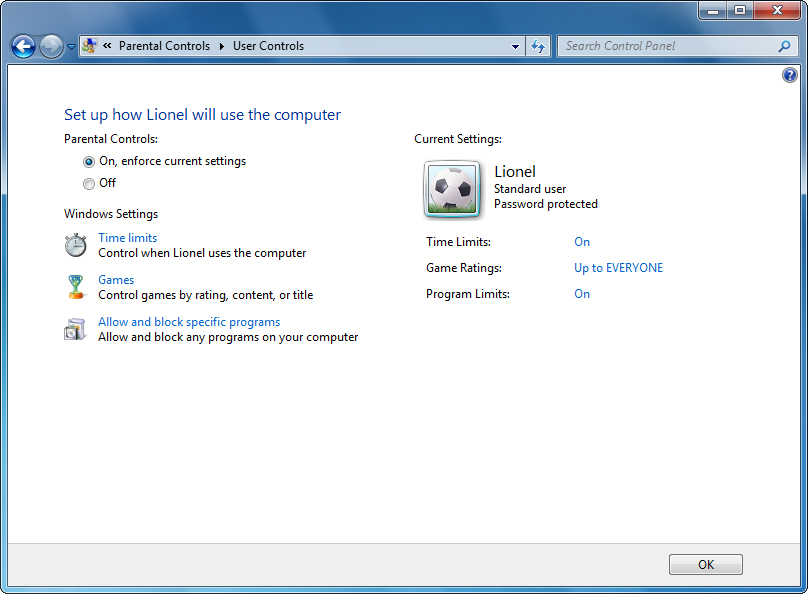 « Parental Controls ▸ User Controls
Search Control Panel
Set up how Lionel will use the computer
Parental Controls:
On, enforce current settings
Off
Windows Settings
Time limits
Control when Lionel uses the computer
Games
Control games by rating, content, or title
Allow and block specific programs
Allow and block any programs on your computer
Current Settings:
Lionel
Standard user
Password protected
Time Limits: On
Game Ratings: Up to EVERYONE
Program Limits: On
OK